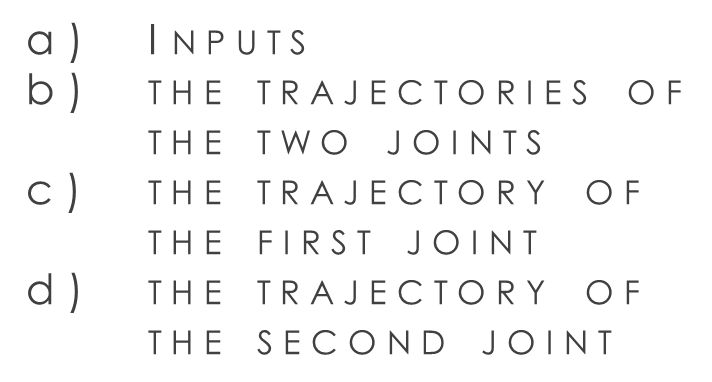 a) INPUTS
b) THE TRAJECTORIES OF
THE TWO JOINTS
c) THE TRAJECTORY OF
THE FIRST JOINT
d) THE TRAJECTORY OF
THE SECOND JOINT